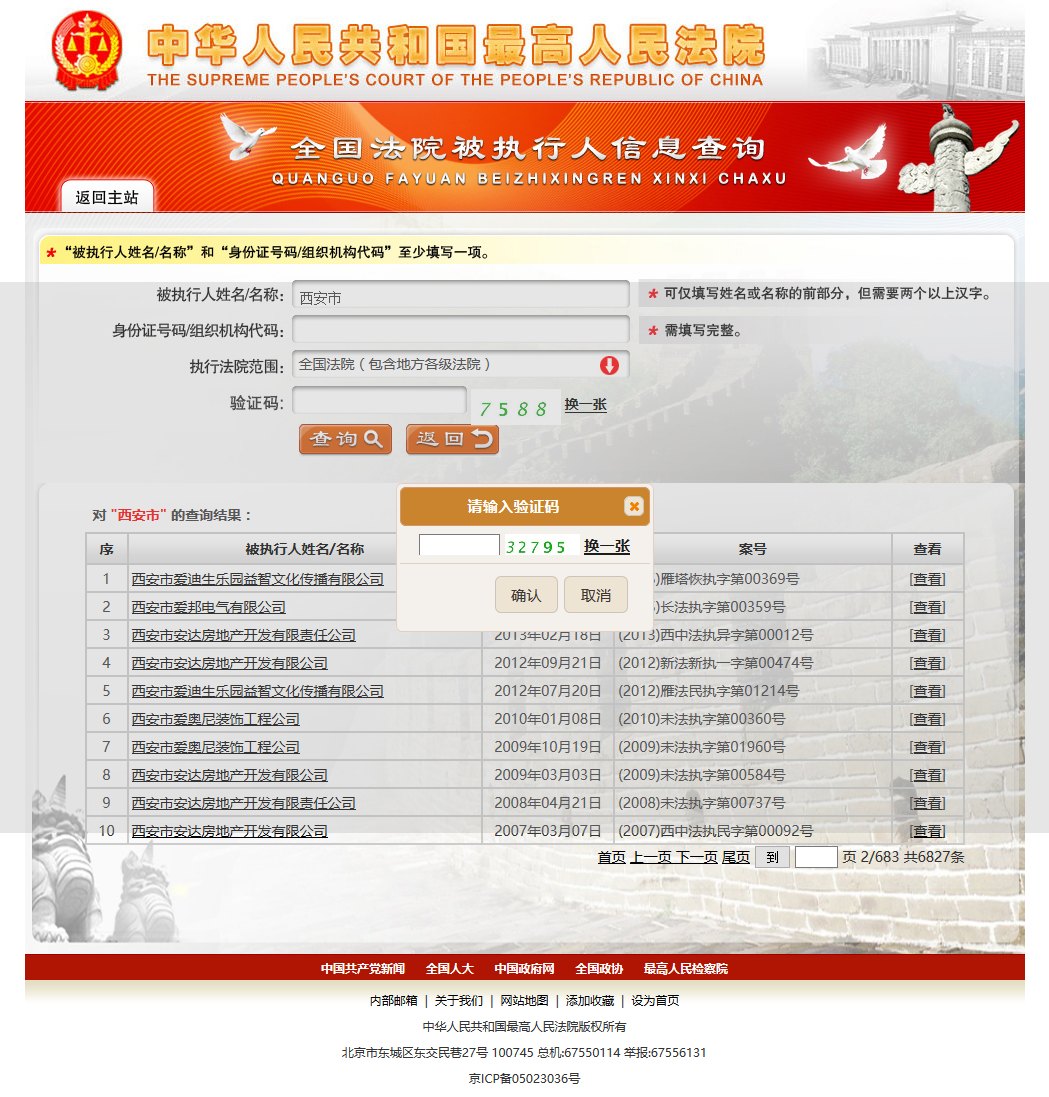 中华人民共和国最高人民法院
THE SUPREME PEOPLE'S COURT OF THE PEOPLE'S REPUBLIC OF CHINA
全国法院被执行人信息查询
QUANGUO FAYUAN BEIZHIXINGREN XINXI CHAXU
返回主站
* “被执行人姓名/名称”和“身份证号码/组织机构代码”至少填写一项。
被执行人姓名/名称: 西安市 * 可仅填写姓名或名称的前部分，但需要两个以上汉字。
身份证号码/组织机构代码: * 需填写完整。
执行法院范围: 全国法院（包含地方各级法院）
验证码: 7588 换一张
查询 返回
请输入验证码
32795 换一张
确认 取消
对 "西安市" 的查询结果：
序 被执行人姓名/名称 案号 查看
1 西安市爱迪生乐园益智文化传播有限公司 )雁塔恢执字第00369号 [查看]
2 西安市爱邦电气有限公司 )长法执字第00359号 [查看]
3 西安市安达房地产开发有限责任公司 2013年02月18日 (2013)西中法执异字第00012号 [查看]
4 西安市安达房地产开发有限公司 2012年09月21日 (2012)新法新执一字第00474号 [查看]
5 西安市爱迪生乐园益智文化传播有限公司 2012年07月20日 (2012)雁法民执字第01214号 [查看]
6 西安市爱奥尼装饰工程公司 2010年01月08日 (2010)未法执字第00360号 [查看]
7 西安市爱奥尼装饰工程公司 2009年10月19日 (2009)未法执字第01960号 [查看]
8 西安市安达房地产开发有限公司 2009年03月03日 (2009)未法执字第00584号 [查看]
9 西安市安达房地产开发有限责任公司 2008年04月21日 (2008)未法执字第00737号 [查看]
10 西安市安达房地产开发有限公司 2007年03月07日 (2007)西中法执民字第00092号 [查看]
首页 上一页 下一页 尾页 到 页 2/683 共6827条
中国共产党新闻 全国人大 中国政府网 全国政协 最高人民检察院
内部邮箱 | 关于我们 | 网站地图 | 添加收藏 | 设为首页
中华人民共和国最高人民法院版权所有
北京市东城区东交民巷27号 100745 总机:67550114 举报:67556131
京ICP备05023036号